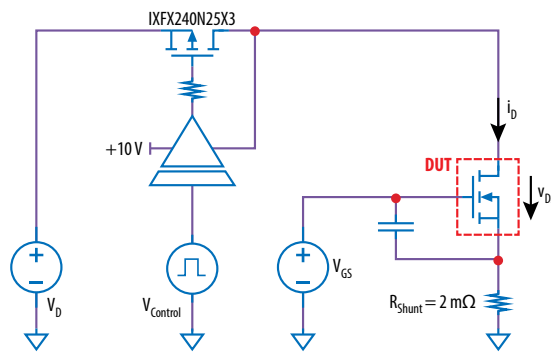 IXFX240N25X3
+10 V
i_D
DUT
v_D
V_D
V_Control
V_GS
R_Shunt = 2 mΩ